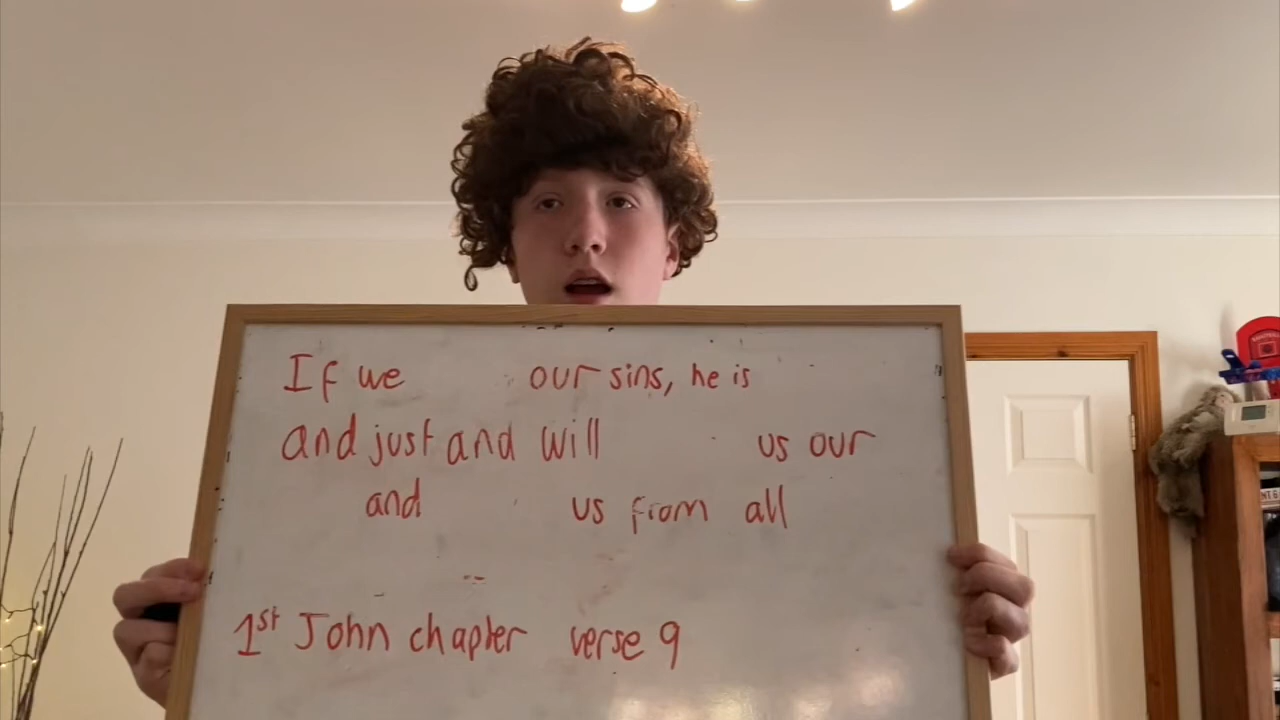 If we our sins, he is
and just and will us our
and us from all
1st John chapter verse 9